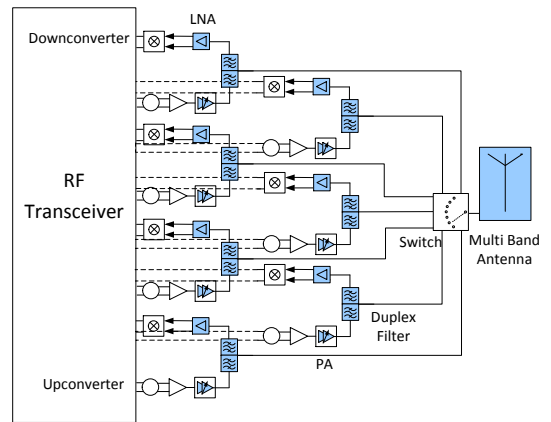 LNA
Downconverter
RF
Transceiver
Switch
Multi Band
Antenna
Duplex
Filter
PA
Upconverter